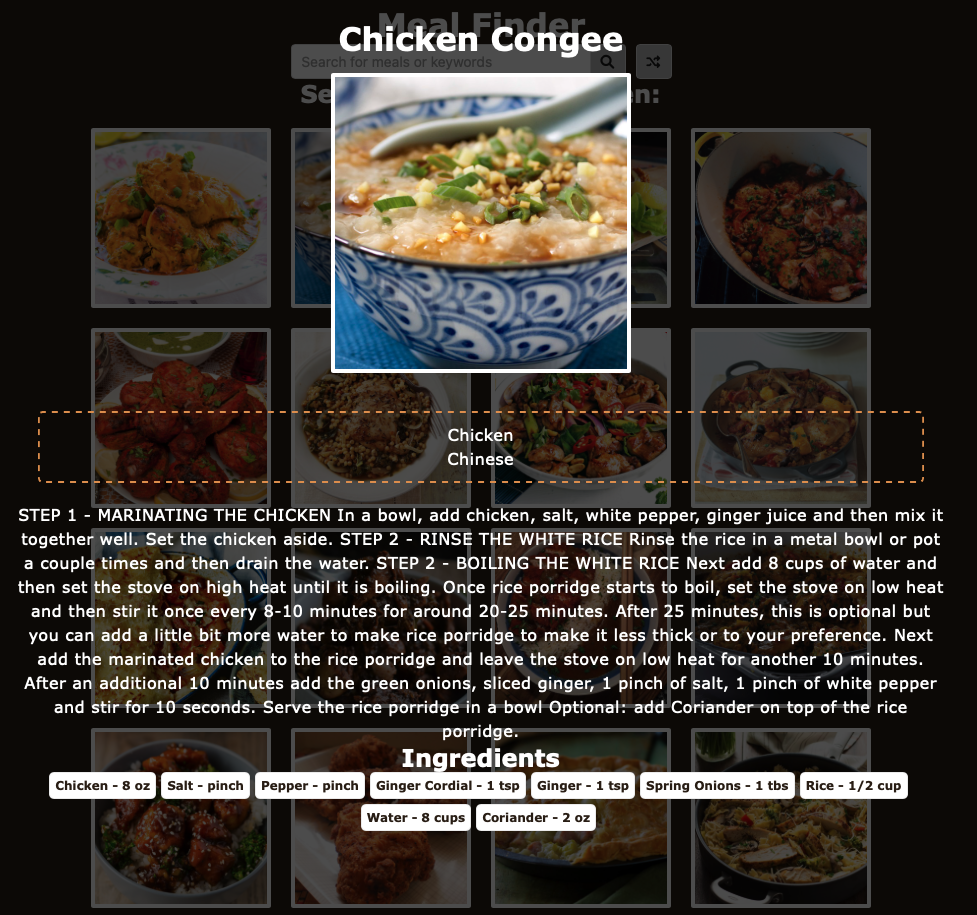 Meal Finder
Chicken Congee
Search for meals or keywords
Se
n:
Chicken
Chinese
STEP 1 - MARINATING THE CHICKEN In a bowl, add chicken, salt, white pepper, ginger juice and then mix it
together well. Set the chicken aside. STEP 2 - RINSE THE WHITE RICE Rinse the rice in a metal bowl or pot
a couple times and then drain the water. STEP 2 - BOILING THE WHITE RICE Next add 8 cups of water and
then set the stove on high heat until it is boiling. Once rice porridge starts to boil, set the stove on low heat
and then stir it once every 8-10 minutes for around 20-25 minutes. After 25 minutes, this is optional but
you can add a little bit more water to make rice porridge to make it less thick or to your preference. Next
add the marinated chicken to the rice porridge and leave the stove on low heat for another 10 minutes.
After an additional 10 minutes add the green onions, sliced ginger, 1 pinch of salt, 1 pinch of white pepper
and stir for 10 seconds. Serve the rice porridge in a bowl Optional: add Coriander on top of the rice
porridge.
Ingredients
Chicken - 8 oz Salt - pinch Pepper - pinch Ginger Cordial - 1 tsp Ginger - 1 tsp Spring Onions - 1 tbs Rice - 1/2 cup
Water - 8 cups Coriander - 2 oz